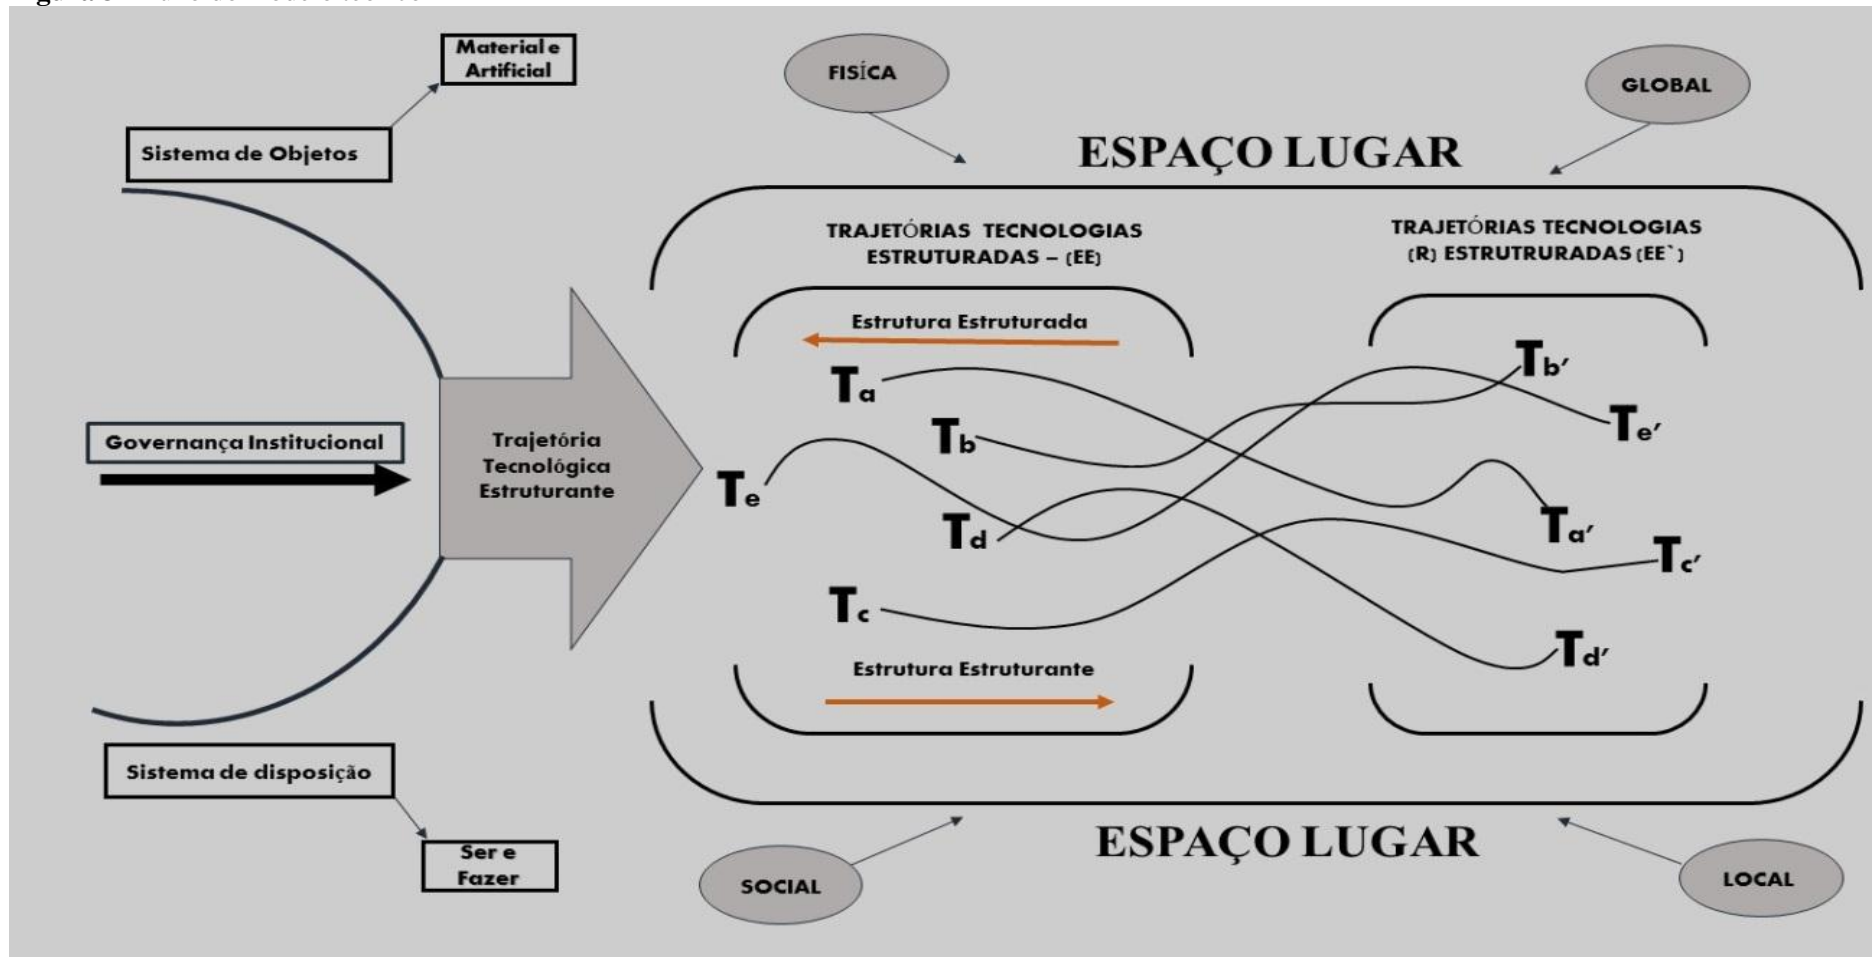 Material e
Artificial
FISÍCA
GLOBAL
Sistema de Objetos
ESPAÇO LUGAR
TRAJETÓRIAS TECNOLOGIAS
ESTRUTURADAS – (EE)
TRAJETÓRIAS TECNOLOGIAS
(R) ESTRUTRURADAS (EE`)
Estrutura Estruturada
Governança Institucional
Trajetória
Tecnológica
Estruturante
Ta
Tb
Te
Td
Tc
Tb′
Te′
Ta′
Tc′
Td′
Estrutura Estruturante
Sistema de disposição
Ser e
Fazer
ESPAÇO LUGAR
SOCIAL
LOCAL